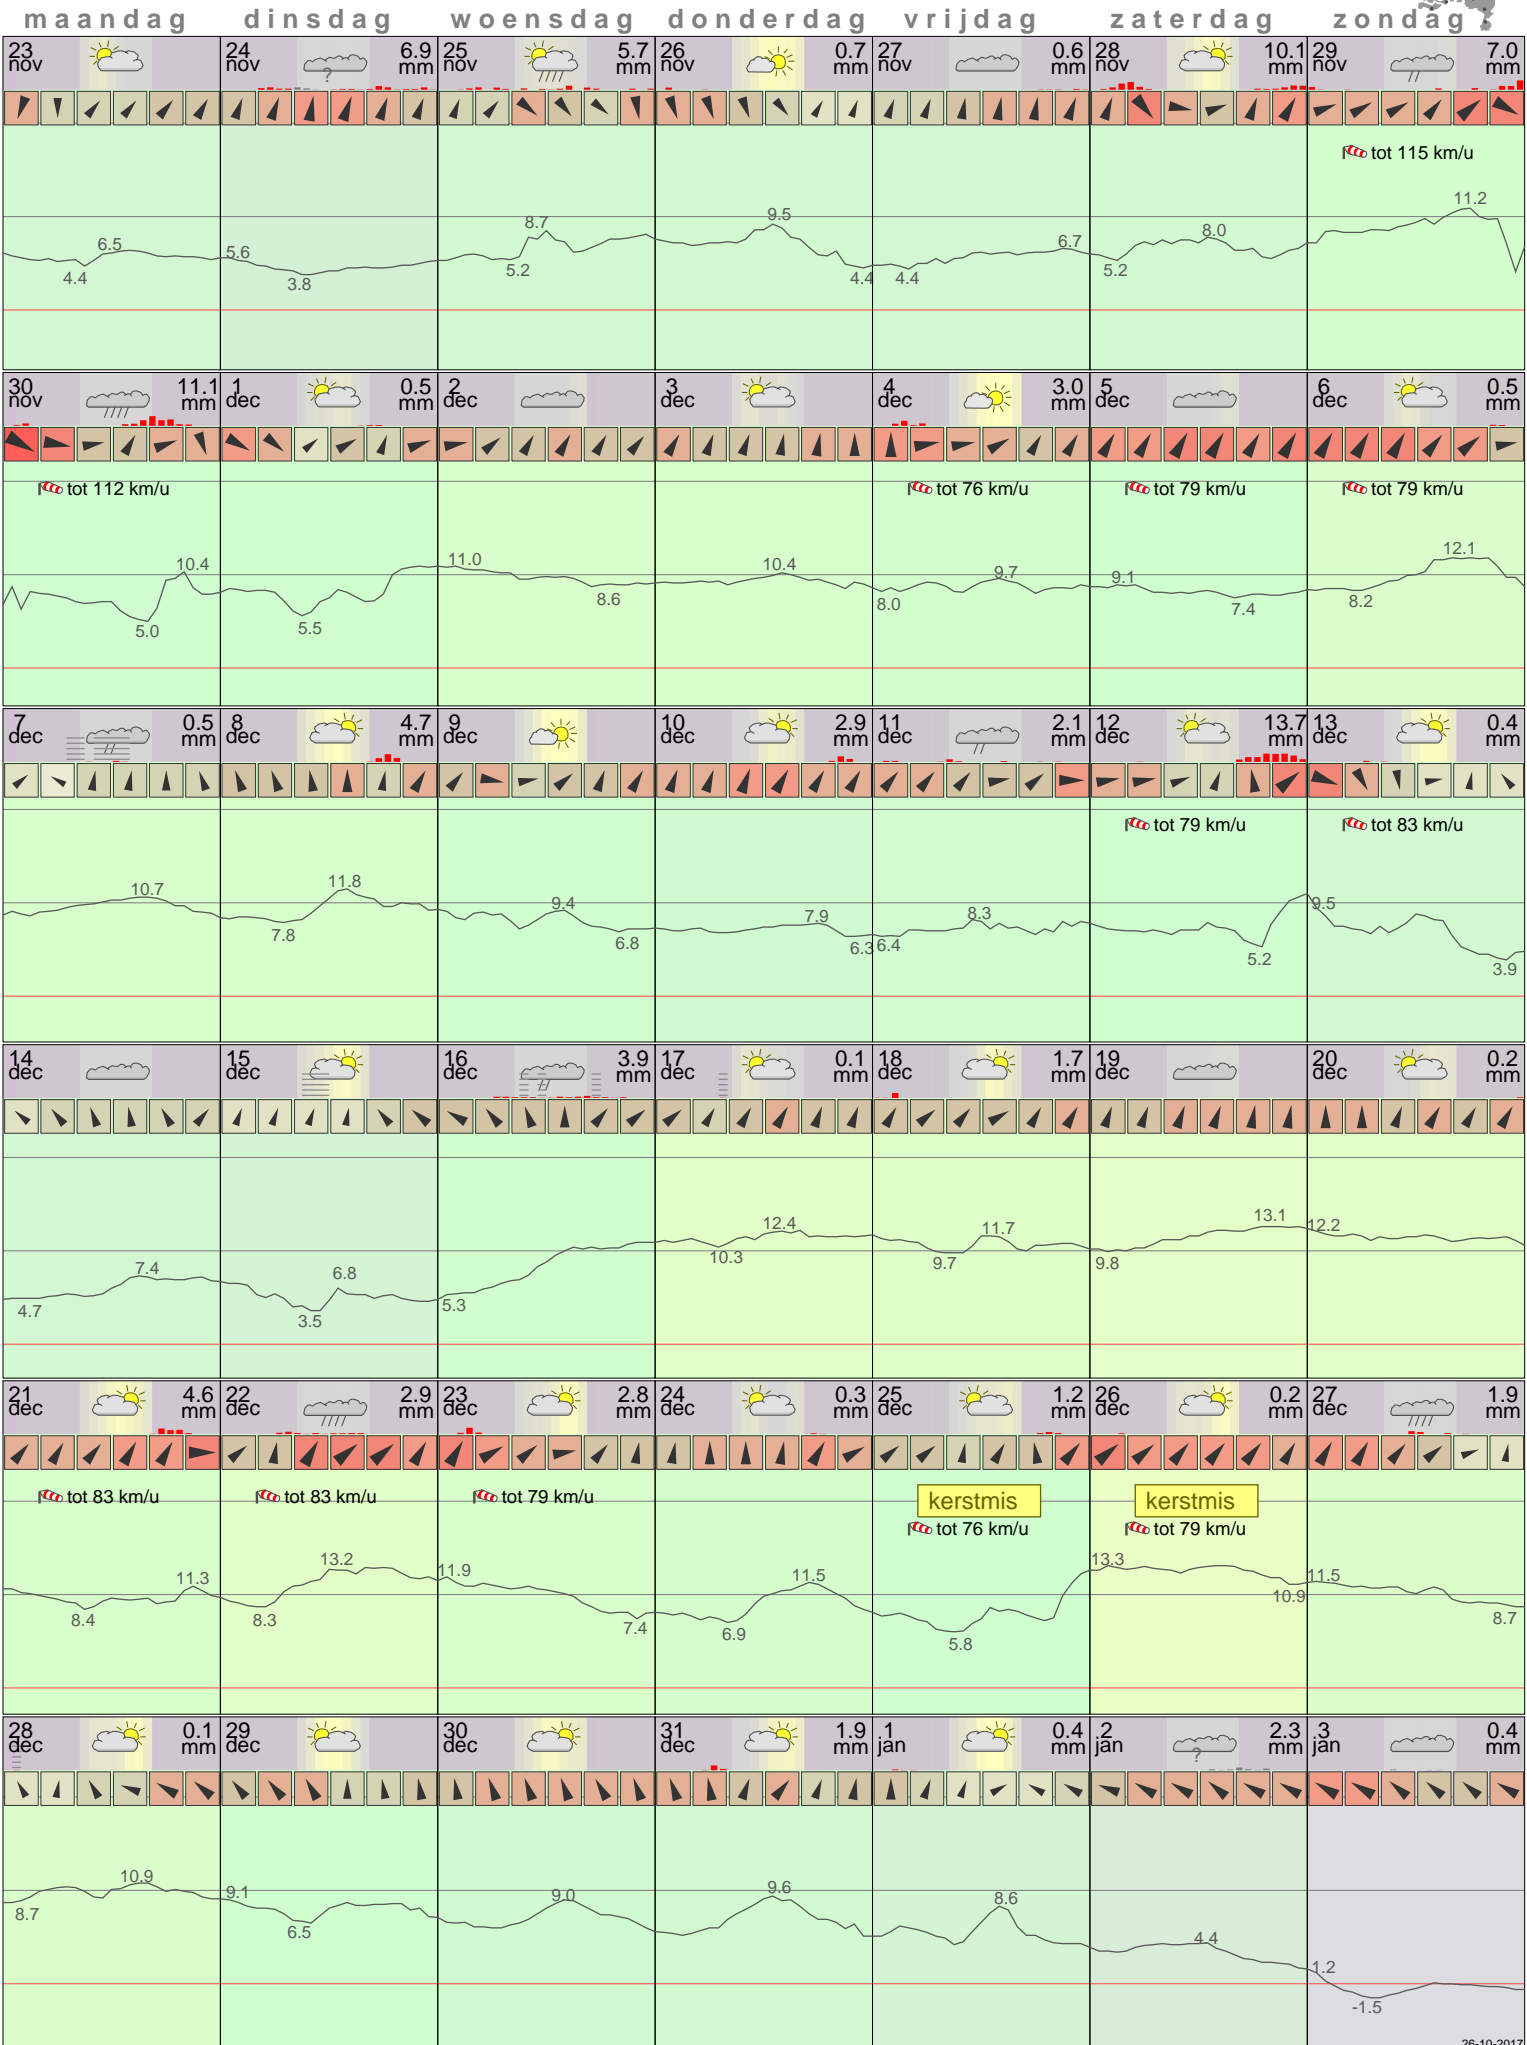 maandag dinsdag woensdag donderdag vrijdag zaterdag zondag
23 nov
24 nov 6.9 mm
25 nov 5.7 mm
26 nov 0.7 mm
27 nov 0.6 mm
28 nov 10.1 mm
29 nov 7.0 mm
?
tot 115 km/u
4.4 6.5 5.6 3.8 5.2 8.7 9.5 4.4 4.4 6.7 5.2 8.0 11.2
30 nov 11.1 mm
1 dec 0.5 mm
2 dec
3 dec
4 dec 3.0 mm
5 dec
6 dec 0.5 mm
tot 112 km/u tot 76 km/u tot 79 km/u tot 79 km/u
5.0 10.4 5.5 11.0 8.6 10.4 8.0 9.7 9.1 7.4 8.2 12.1
7 dec 0.5 mm
8 dec 4.7 mm
9 dec
10 dec 2.9 mm
11 dec 2.1 mm
12 dec 13.7 mm
13 dec 0.4 mm
tot 79 km/u tot 83 km/u
10.7 7.8 11.8 9.4 6.8 7.9 6.3 6.4 8.3 5.2 9.5 3.9
14 dec
15 dec
16 dec 3.9 mm
17 dec 0.1 mm
18 dec 1.7 mm
19 dec
20 dec 0.2 mm
4.7 7.4 3.5 6.8 5.3 10.3 12.4 9.7 11.7 9.8 13.1 12.2
21 dec 4.6 mm
22 dec 2.9 mm
23 dec 2.8 mm
24 dec 0.3 mm
25 dec 1.2 mm
26 dec 0.2 mm
27 dec 1.9 mm
tot 83 km/u tot 83 km/u tot 79 km/u
kerstmis kerstmis
tot 76 km/u tot 79 km/u
8.4 11.3 8.3 13.2 11.9 7.4 6.9 11.5 5.8 13.3 10.9 11.5 8.7
28 dec 0.1 mm
29 dec
30 dec
31 dec 1.9 mm
1 jan 0.4 mm
2 jan 2.3 mm
3 jan 0.4 mm
?
8.7 10.9 9.1 6.5 9.0 9.6 8.6 4.4 1.2 -1.5
26-10-2017